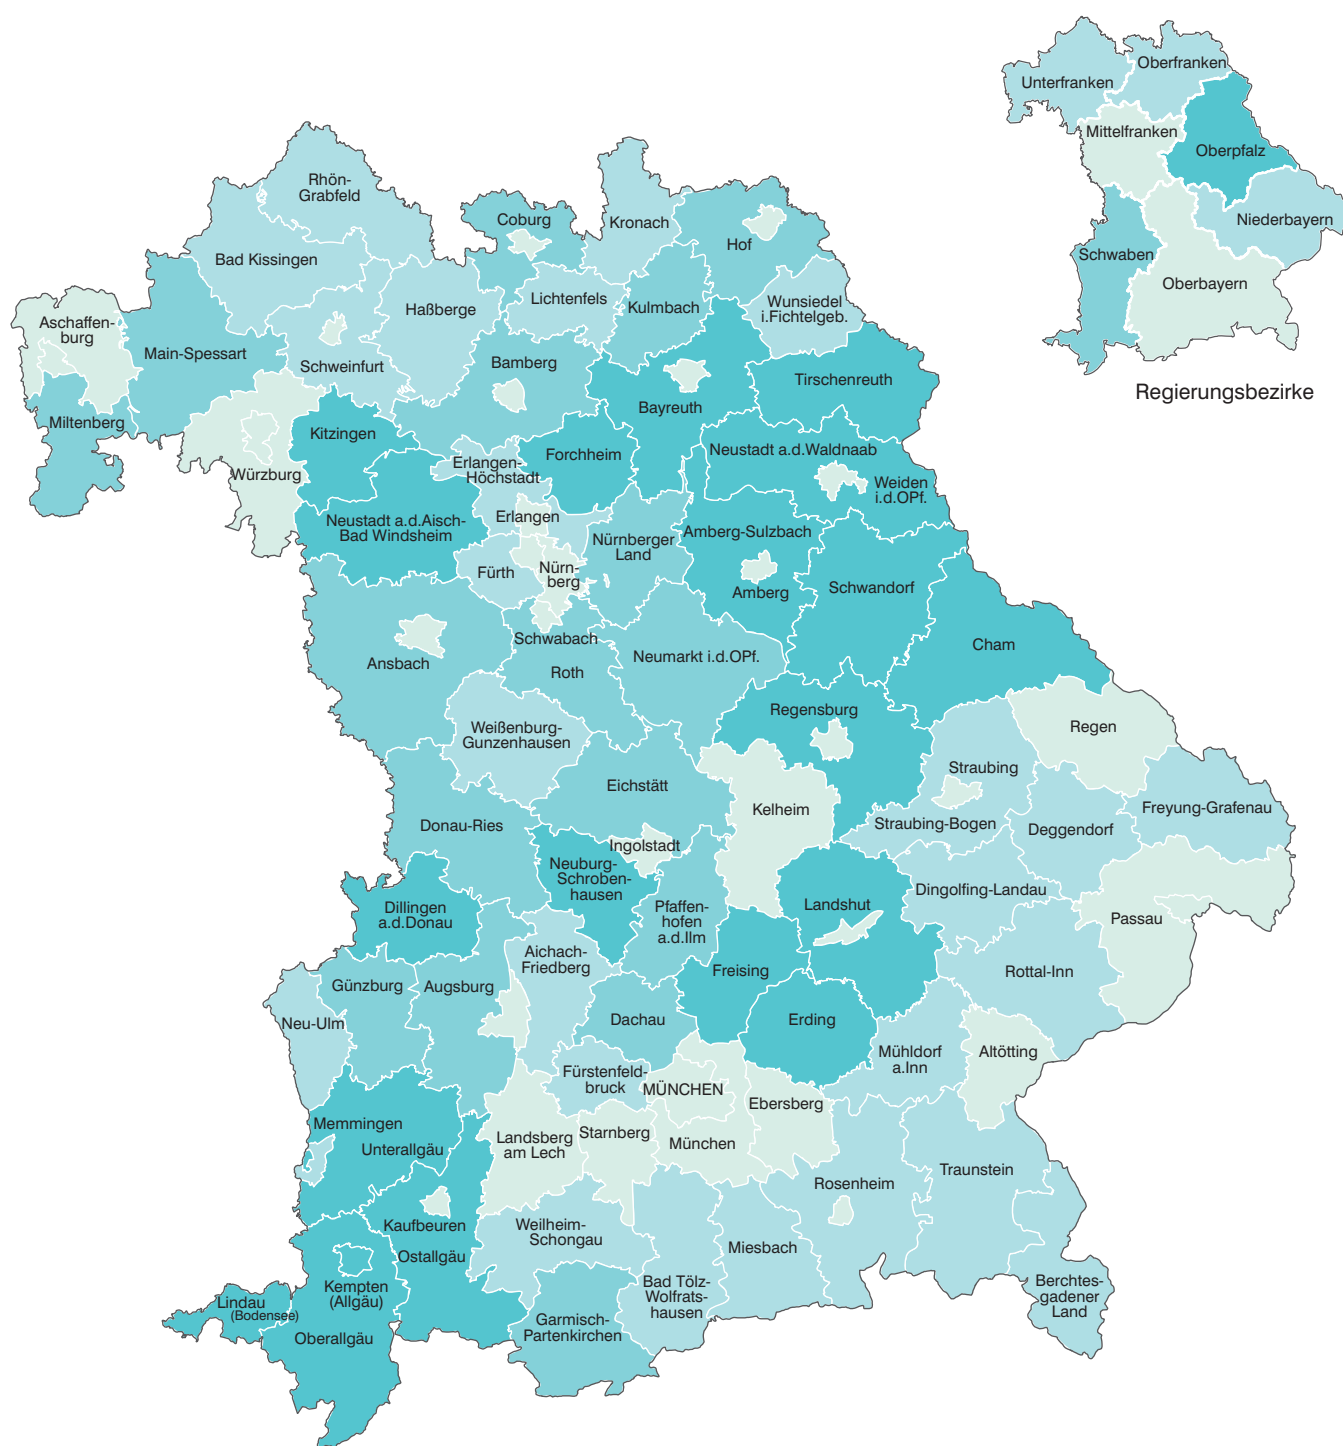 Oberfranken
Unterfranken
Mittelfranken
Oberpfalz
Niederbayern
Schwaben
Oberbayern
Regierungsbezirke
Rhön-
Grabfeld
Coburg
Kronach
Hof
Bad Kissingen
Lichtenfels
Kulmbach
Wunsiedel
i.Fichtelgeb.
Haßberge
Aschaffen-
burg
Main-Spessart
Schweinfurt
Bamberg
Tirschenreuth
Bayreuth
Miltenberg
Kitzingen
Forchheim
Neustadt a.d.Waldnaab
Erlangen-
Höchstadt
Würzburg
Weiden
i.d.OPf.
Erlangen
Neustadt a.d.Aisch-
Bad Windsheim
Nürnberger
Land
Amberg-Sulzbach
Fürth
Nürn-
berg
Amberg
Schwandorf
Schwabach
Cham
Ansbach
Roth
Neumarkt i.d.OPf.
Regensburg
Regen
Weißenburg-
Gunzenhausen
Straubing
Eichstätt
Kelheim
Freyung-Grafenau
Donau-Ries
Straubing-Bogen
Deggendorf
Ingolstadt
Neuburg-
Schroben-
hausen
Dingolfing-Landau
Dillingen
a.d.Donau
Pfaffen-
hofen
a.d.Ilm
Landshut
Passau
Aichach-
Friedberg
Freising
Rottal-Inn
Günzburg
Augsburg
Neu-Ulm
Dachau
Erding
Mühldorf
a.Inn
Altötting
Fürstenfeld-
bruck
MÜNCHEN
Ebersberg
Memmingen
Unterallgäu
Landsberg
am Lech
Starnberg
München
Traunstein
Rosenheim
Kaufbeuren
Weilheim-
Schongau
Ostallgäu
Miesbach
Bad Tölz-
Wolfrats-
hausen
Berchtes-
gadener
Land
Kempten
(Allgäu)
Lindau
(Bodensee)
Oberallgäu
Garmisch-
Partenkirchen